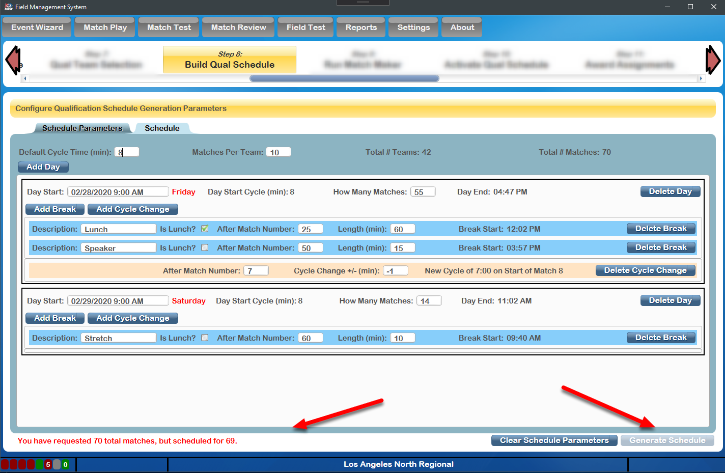 Field Management System
Event Wizard Match Play Match Test Match Review Field Test Reports Settings About
Step 7: Step 8: Step 9: Step 10: Step 11:
Qual Team Selection Build Qual Schedule Run Match Maker Activate Qual Schedule Award Assignments
Configure Qualification Schedule Generation Parameters
Schedule Parameters Schedule
Default Cycle Time (min): 8 Matches Per Team: 10 Total # Teams: 42 Total # Matches: 70
Add Day
Day Start: 02/28/2020 9:00 AM Friday Day Start Cycle (min): 8 How Many Matches: 55 Day End: 04:47 PM Delete Day
Add Break Add Cycle Change
Description: Lunch Is Lunch? After Match Number: 25 Length (min): 60 Break Start: 12:02 PM Delete Break
Description: Speaker Is Lunch? After Match Number: 50 Length (min): 15 Break Start: 03:57 PM Delete Break
After Match Number: 7 Cycle Change +/- (min): -1 New Cycle of 7:00 on Start of Match 8 Delete Cycle Change
Day Start: 02/29/2020 9:00 AM Saturday Day Start Cycle (min): 8 How Many Matches: 14 Day End: 11:02 AM Delete Day
Add Break Add Cycle Change
Description: Stretch Is Lunch? After Match Number: 60 Length (min): 10 Break Start: 09:40 AM Delete Break
You have requested 70 total matches, but scheduled for 69. Clear Schedule Parameters Generate Schedule
5 0 Los Angeles North Regional